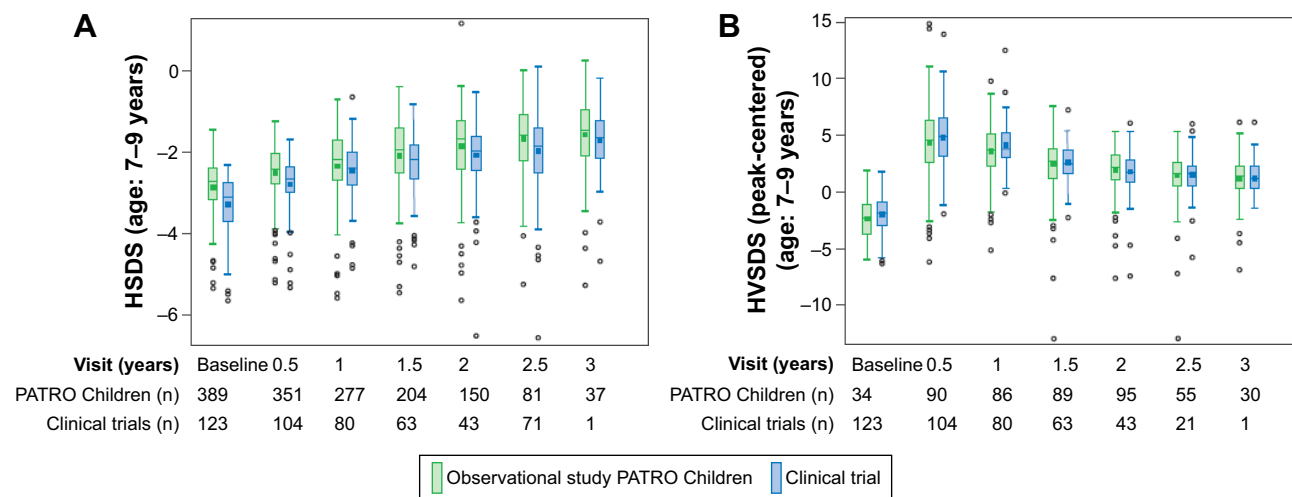 A
HSDS (age: 7–9 years)
0
–2
–4
–6
Visit (years) Baseline 0.5 1 1.5 2 2.5 3
PATRO Children (n) 389 351 277 204 150 81 37
Clinical trials (n) 123 104 80 63 43 71 1
B
HVSDS (peak-centered)
(age: 7–9 years)
15
10
5
0
–5
–10
Visit (years) Baseline 0.5 1 1.5 2 2.5 3
PATRO Children (n) 34 90 86 89 95 55 30
Clinical trials (n) 123 104 80 63 43 21 1
Observational study PATRO Children Clinical trial